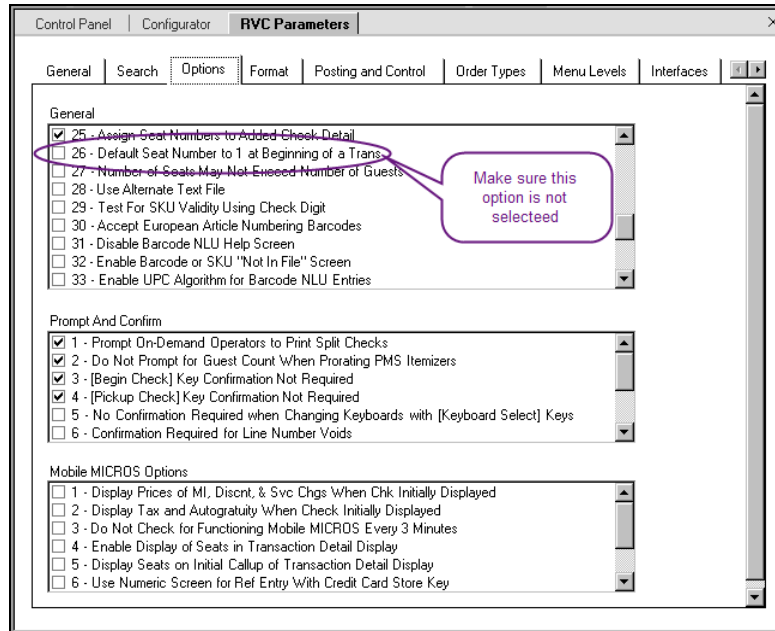 Control Panel | Configurator RVC Parameters
General Search Options Format Posting and Control Order Types Menu Levels Interfaces
General
25 - Assign Seat Numbers to Added Check Detail
26 - Default Seat Number to 1 at Beginning of a Trans
27 - Number of Seats May Not Exceed Number of Guests
28 - Use Alternate Text File
29 - Test For SKU Validity Using Check Digit
30 - Accept European Article Numbering Barcodes
31 - Disable Barcode NLU Help Screen
32 - Enable Barcode or SKU "Not In File" Screen
33 - Enable UPC Algorithm for Barcode NLU Entries
Make sure this
option is not
selecteed
Prompt And Confirm
1 - Prompt On-Demand Operators to Print Split Checks
2 - Do Not Prompt for Guest Count When Prorating PMS Itemizers
3 - [Begin Check] Key Confirmation Not Required
4 - [Pickup Check] Key Confirmation Not Required
5 - No Confirmation Required when Changing Keyboards with [Keyboard Select] Keys
6 - Confirmation Required for Line Number Voids
Mobile MICROS Options
1 - Display Prices of MI, Discnt, & Svc Chgs When Chk Initially Displayed
2 - Display Tax and Autogratuity When Check Initially Displayed
3 - Do Not Check for Functioning Mobile MICROS Every 3 Minutes
4 - Enable Display of Seats in Transaction Detail Display
5 - Display Seats on Initial Callup of Transaction Detail Display
6 - Use Numeric Screen for Ref Entry With Credit Card Store Key